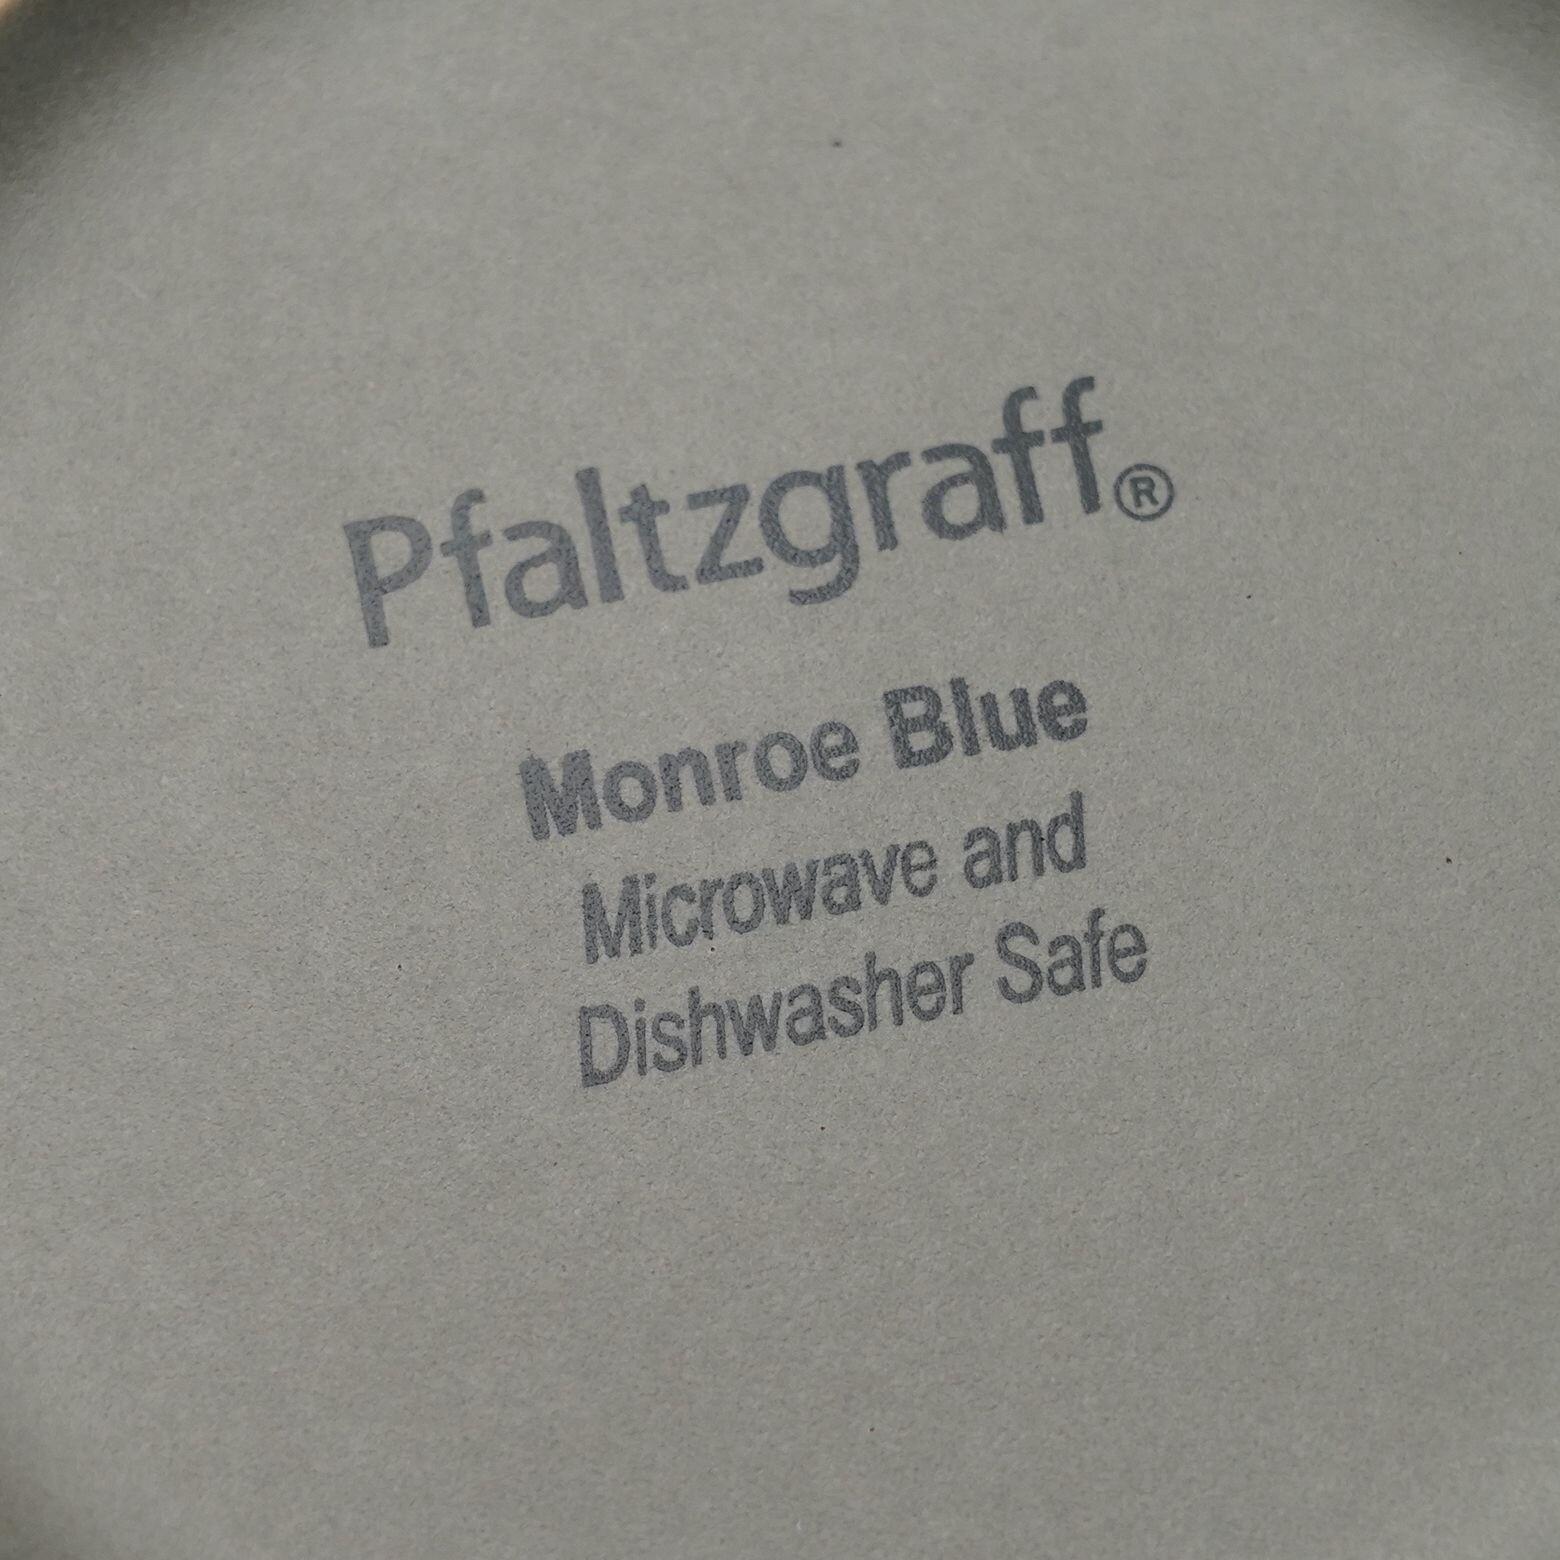 Pfaltzgraff®
Monroe Blue
Microwave and
Dishwasher Safe